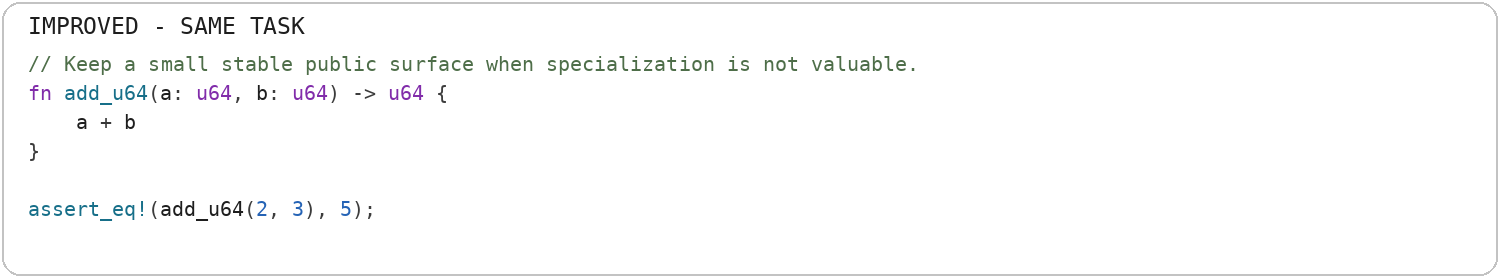 IMPROVED - SAME TASK
// Keep a small stable public surface when specialization is not valuable.
fn add_u64(a: u64, b: u64) -> u64 {
    a + b
}
assert_eq!(add_u64(2, 3), 5);